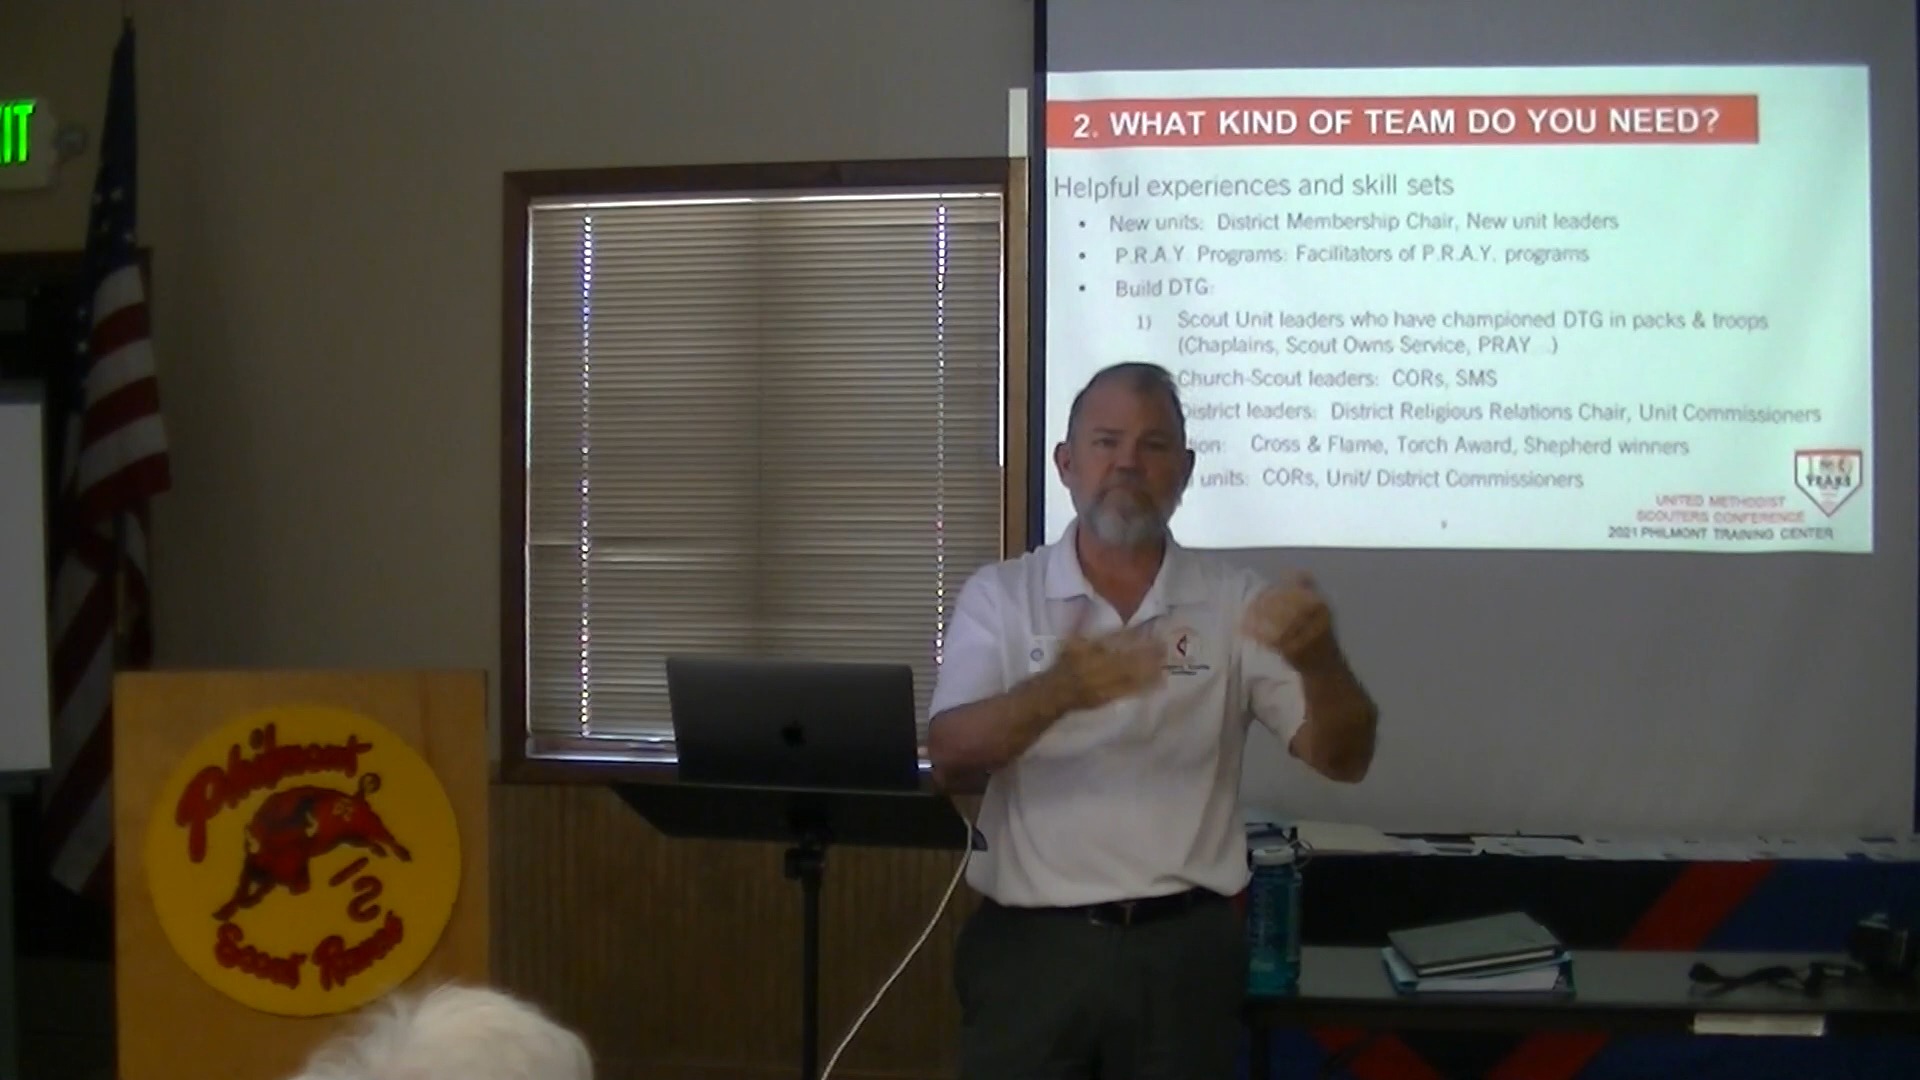 IT
2. WHAT KIND OF TEAM DO YOU NEED?
Helpful experiences and skill sets
• New units: District Membership Chair, New unit leaders
• P.R.A.Y Programs: Facilitators of P.R.A.Y. programs
• Build DTG:
1) Scout Unit leaders who have championed DTG in packs & troops
(Chaplains, Scout Owns Service, PRAY...)
Church-Scout leaders: CORs, SMS
District leaders: District Religious Relations Chair, Unit Commissioners
Cross & Flame, Torch Award, Shepherd winners
units: CORs, Unit/ District Commissioners
YEARS
UNITED METHODIST
SCOUTERS CONFERENCE
2021 PHILMONT TRAINING CENTER
Philmont
Scout Ranch